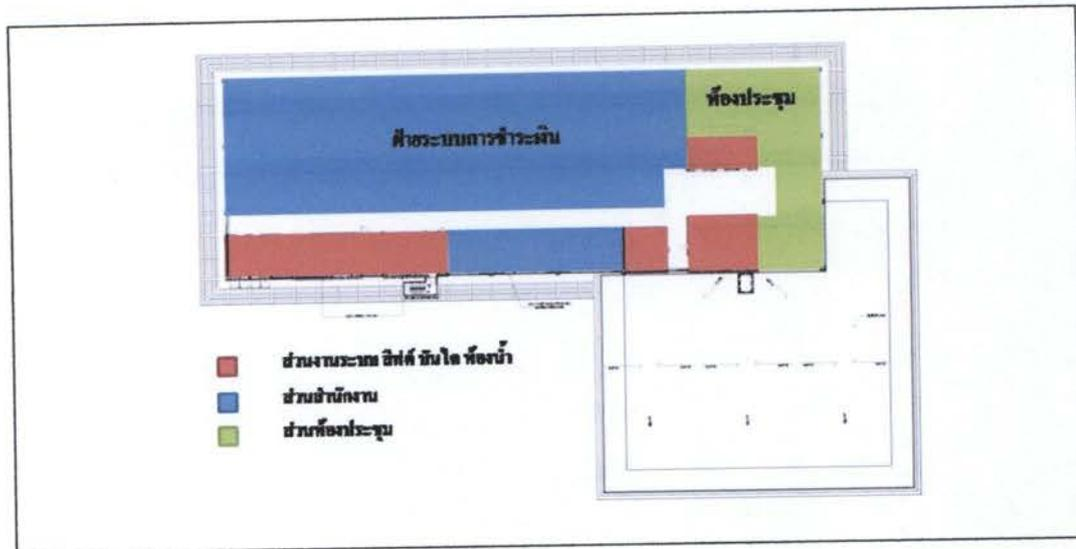 ห้องประชุม
ฝ่ายระบบการชำระเงิน
ส่วนงานระบบ ลิฟต์ บันได ห้องน้ำ
ส่วนสำนักงาน
ส่วนห้องประชุม